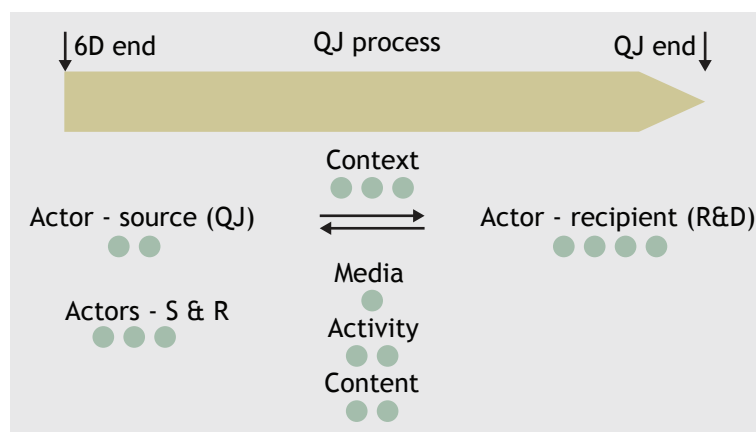 6D end
QJ process
QJ end
Context
Actor - source (QJ)
Actor - recipient (R&D)
Media
Actors - S & R
Activity
Content